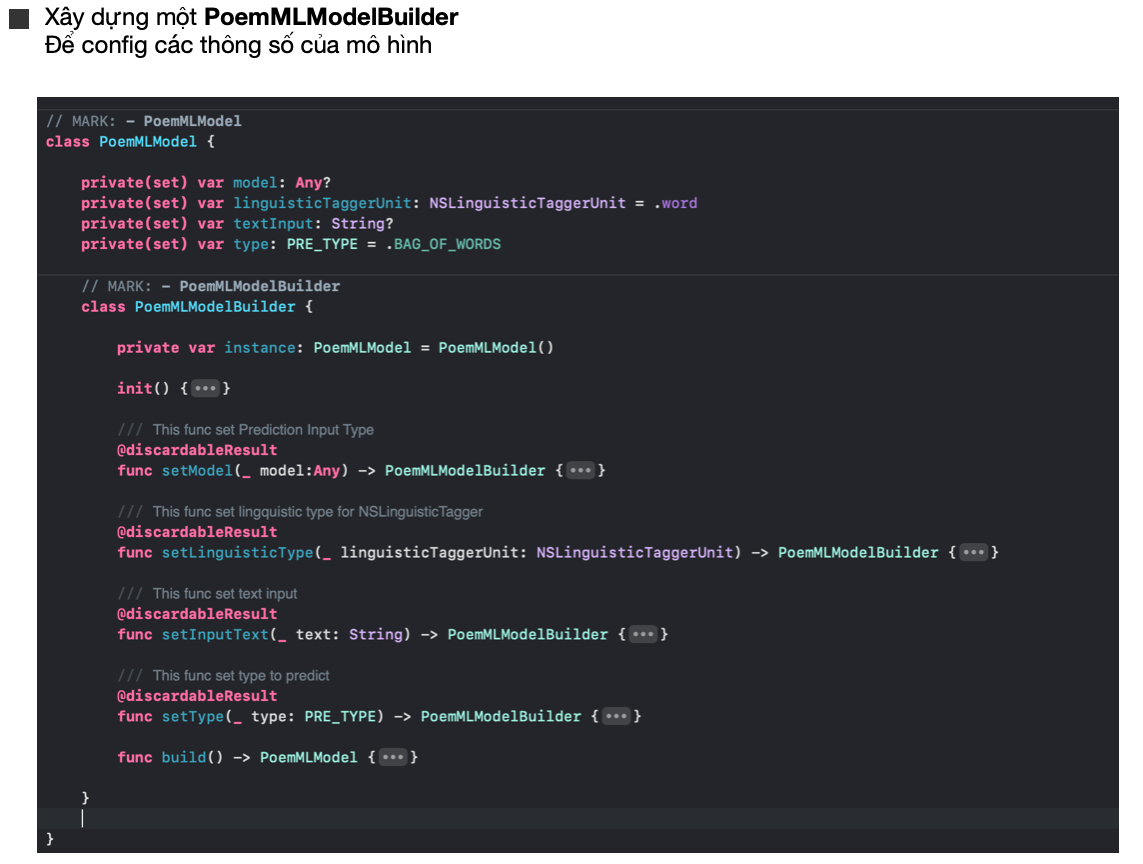 Xây dựng một PoemMLModelBuilder
Để config các thông số của mô hình
// MARK: - PoemMLModel
class PoemMLModel {
private(set) var model: Any?
private(set) var linguisticTaggerUnit: NSLinguisticTaggerUnit = .word
private(set) var textInput: String?
private(set) var type: PRE_TYPE = .BAG_OF_WORDS
// MARK: - PoemMLModelBuilder
class PoemMLModelBuilder {
private var instance: PoemMLModel = PoemMLModel()
init() {•••}
/// This func set Prediction Input Type
@discardableResult
func setModel(_ model:Any) -> PoemMLModelBuilder {•••}
/// This func set lingquistic type for NSLinguisticTagger
@discardableResult
func setLinguisticType(_ linguisticTaggerUnit: NSLinguisticTaggerUnit) -> PoemMLModelBuilder {•••}
/// This func set text input
@discardableResult
func setInputText(_ text: String) -> PoemMLModelBuilder {•••}
/// This func set type to predict
@discardableResult
func setType(_ type: PRE_TYPE) -> PoemMLModelBuilder {•••}
func build() -> PoemMLModel {•••}
}
}